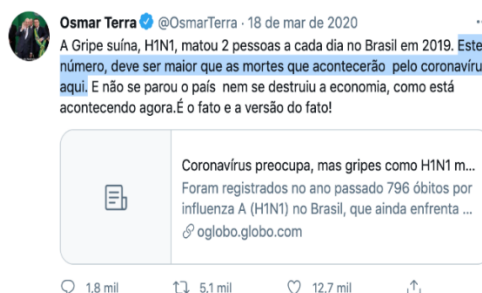 Osmar Terra @OsmarTerra · 18 de mar de 2020
A Gripe suína, H1N1, matou 2 pessoas a cada dia no Brasil em 2019. Este
número, deve ser maior que as mortes que acontecerão pelo coronavíru
aqui. E não se parou o país nem se destruiu a economia, como está
acontecendo agora.É o fato e a versão do fato!
Coronavírus preocupa, mas gripes como H1N1 m...
Foram registrados no ano passado 796 óbitos por
influenza A (H1N1) no Brasil, que ainda enfrenta ...
oglobo.globo.com
1,8 mil 5,1 mil 12,7 mil